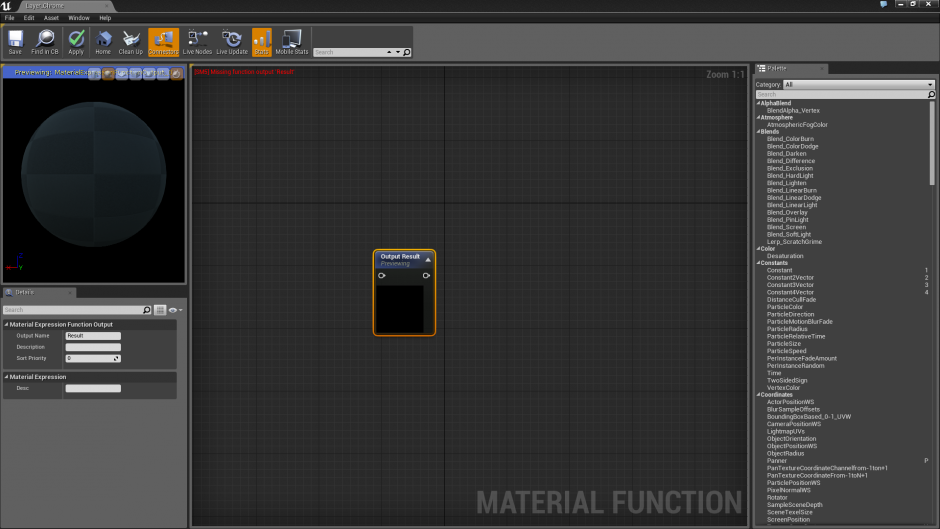 Layer.Chrome
File Edit Asset Window Help
Save Find in CB Apply Home Clean Up Connectors Live Nodes Live Update Stats Mobile Stats Search
Previewing: MaterialExp
Y
Details
Search
Material Expression Function Output
Output Name Result
Description
Sort Priority 0
Material Expression
Desc
[SM5] Missing function output 'Result'
Zoom 1:1
Output Result
Previewing
MATERIAL FUNCTION
Palette
Category All
Search
AlphaBlend
BlendAlpha_Vertex
Atmosphere
AtmosphericFogColor
Blends
Blend_ColorBurn
Blend_ColorDodge
Blend_Darken
Blend_Difference
Blend_Exclusion
Blend_HardLight
Blend_Lighten
Blend_LinearBurn
Blend_LinearDodge
Blend_LinearLight
Blend_Overlay
Blend_PinLight
Blend_Screen
Blend_SoftLight
Lerp_ScratchGrime
Color
Desaturation
Constants
Constant 1
Constant2Vector 2
Constant3Vector 3
Constant4Vector 4
DistanceCullFade
ParticleColor
ParticleDirection
ParticleMotionBlurFade
ParticleRadius
ParticleRelativeTime
ParticleSize
ParticleSpeed
PerInstanceFadeAmount
PerInstanceRandom
Time
TwoSidedSign
VertexColor
Coordinates
ActorPositionWS
BlurSampleOffsets
BoundingBoxBased_0-1_UVW
CameraPositionWS
LightmapUVs
ObjectOrientation
ObjectPositionWS
ObjectRadius
Panner P
PanTextureCoordinateChannelfrom-1ton+1
PanTextureCoordinateFrom-1toN+1
ParticlePositionWS
PixelNormalWS
Rotator
SampleSceneDepth
SceneTexelSize
ScreenPosition